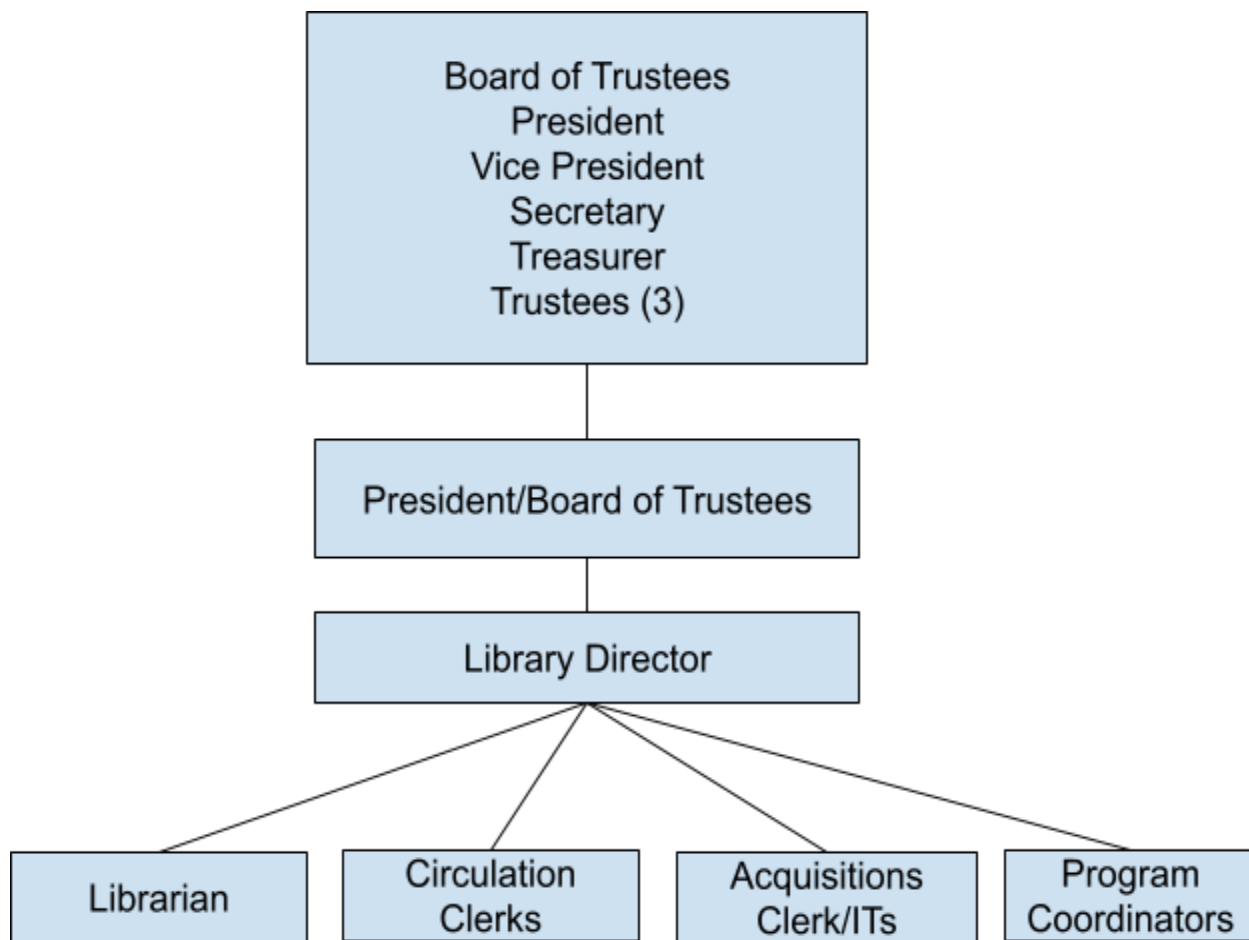 Board of Trustees
President
Vice President
Secretary
Treasurer
Trustees (3)
President/Board of Trustees
Library Director
Librarian
Circulation
Clerks
Acquisitions
Clerk/ITs
Program
Coordinators